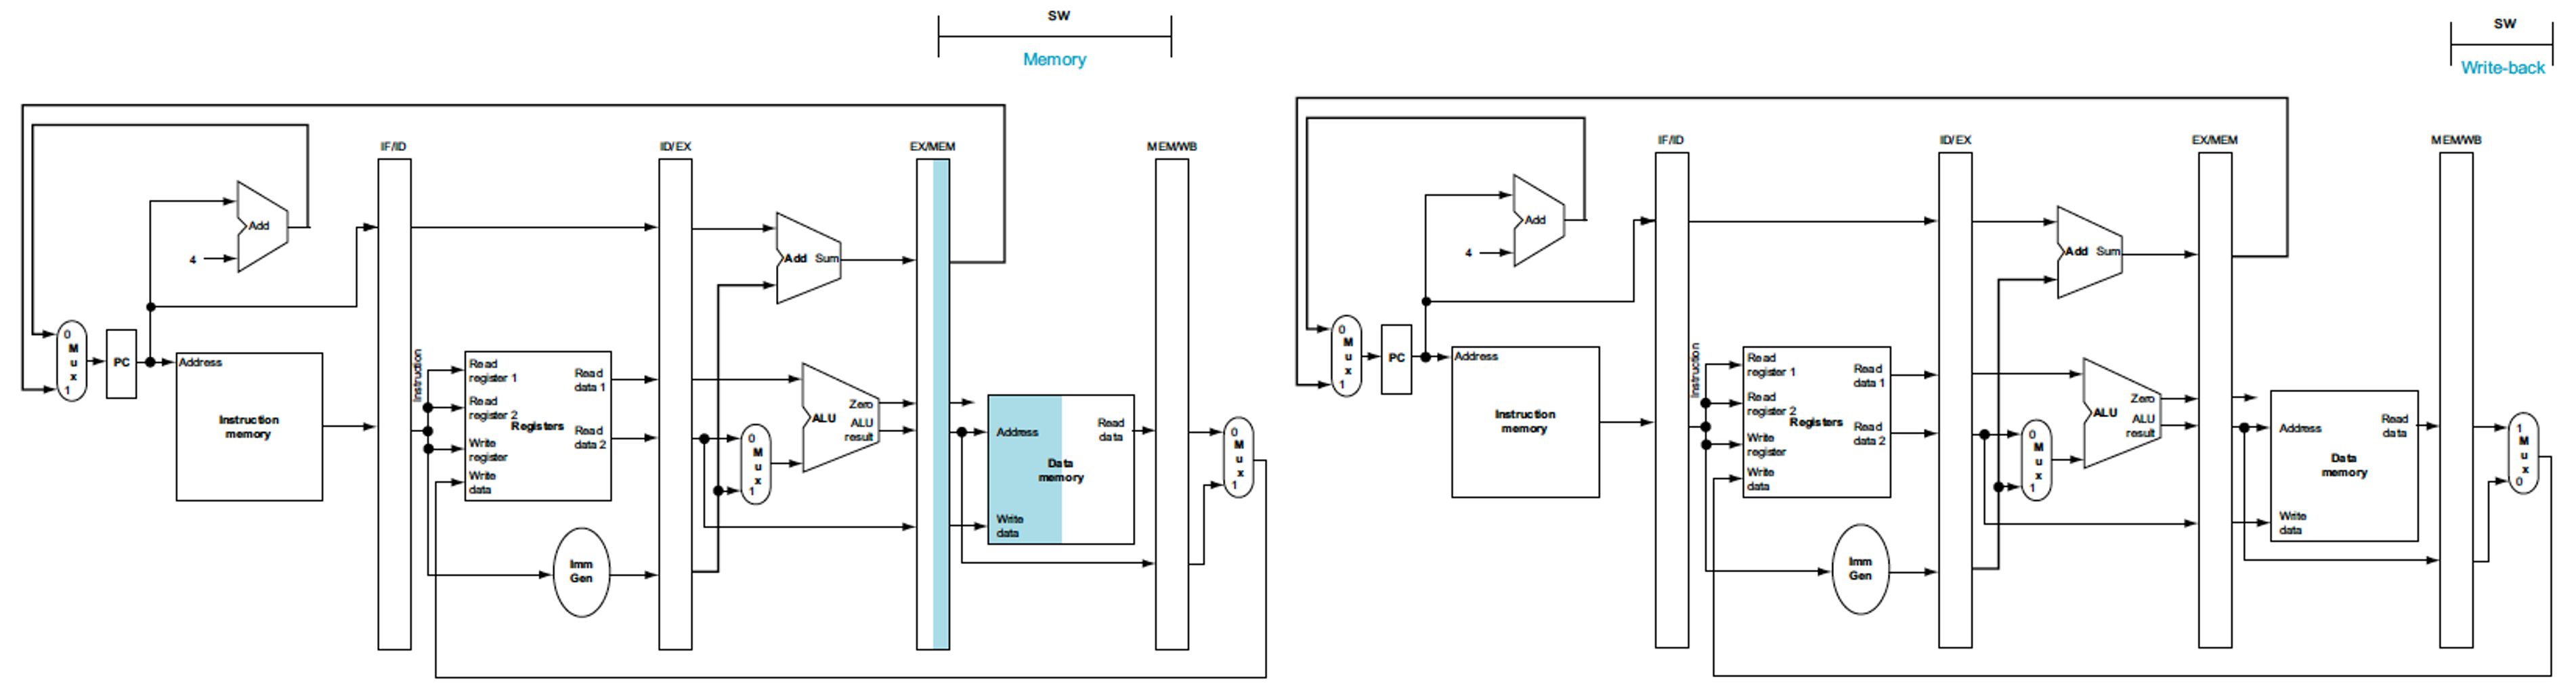 SW
Memory
IF/ID
ID/EX
EX/MEM
MEM/WB
Add
4
Add Sum
0
M
u
x
1
PC
Address
Instruction
memory
Instruction
Read
register 1
Read
register 2
Registers
Write
register
Write
data
Read
data 1
Read
data 2
Imm
Gen
0
M
u
x
1
Zero
ALU
ALU
result
Address
Read
data
Data
memory
Write
data
0
M
u
x
1
SW
Write-back
IF/ID
ID/EX
EX/MEM
MEM/WB
Add
4
Add Sum
0
M
u
x
1
PC
Address
Instruction
memory
Instruction
Read
register 1
Read
register 2
Registers
Write
register
Write
data
Read
data 1
Read
data 2
Imm
Gen
0
M
u
x
1
Zero
ALU
ALU
result
Address
Read
data
Data
memory
Write
data
1
M
u
x
0